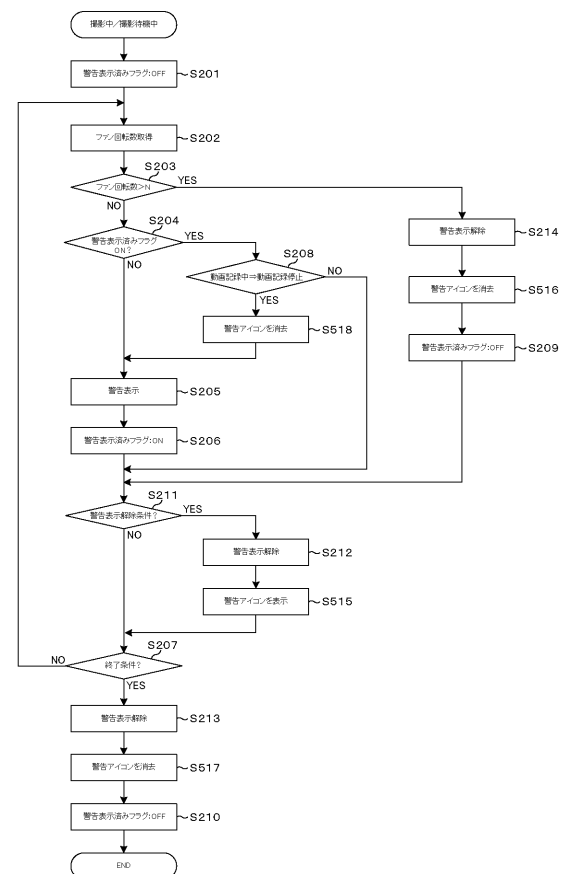 撮影中／撮影待機中
警告表示済みフラグ:OFF
S201
ファン回転数取得
S202
S203
ファン回転数>N
YES
NO
S204
警告表示済みフラグ
ON?
YES
NO
S208
動画記録中⇒動画記録停止
NO
YES
警告アイコンを消去
S518
警告表示解除
S214
警告アイコンを消去
S516
警告表示済みフラグ:OFF
S209
警告表示
S205
警告表示済みフラグ:ON
S206
S211
警告表示解除条件?
YES
NO
警告表示解除
S212
警告アイコンを表示
S515
S207
終了条件?
NO
YES
警告表示解除
S213
警告アイコンを消去
S517
警告表示済みフラグ:OFF
S210
END